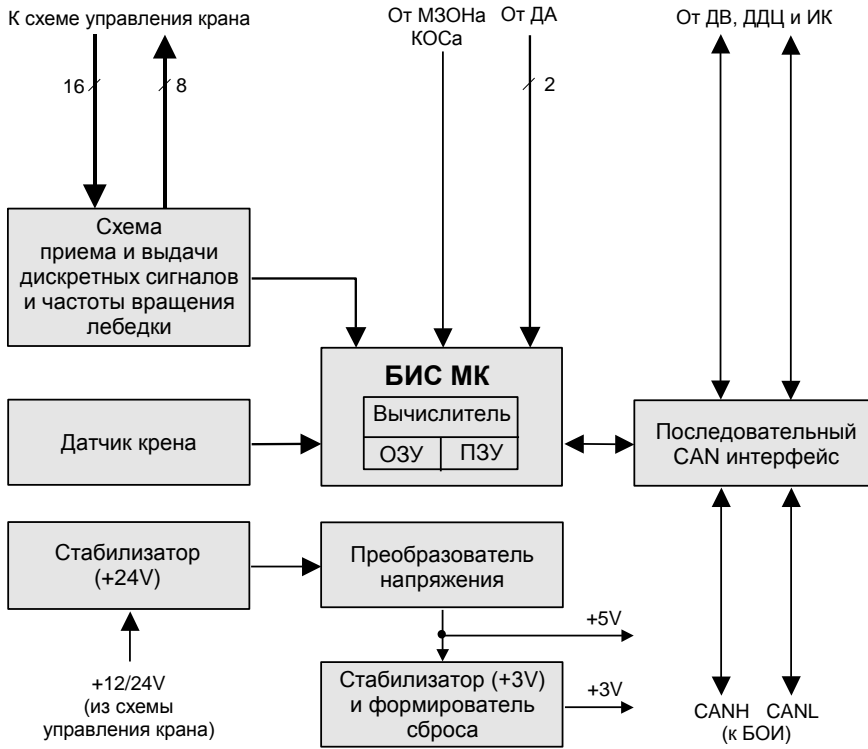 К схеме управления крана
От МЗОНа
КОСа
От ДА
От ДВ, ДДЦ и ИК
16
8
2
Схема
приема и выдачи
дискретных сигналов
и частоты вращения
лебедки
БИС МК
Вычислитель
ОЗУ
ПЗУ
Датчик крена
Последовательный
CAN интерфейс
Стабилизатор
(+24V)
Преобразователь
напряжения
+5V
+12/24V
(из схемы
управления крана)
Стабилизатор (+3V)
и формирователь
сброса
+3V
CANH CANL
(к БОИ)